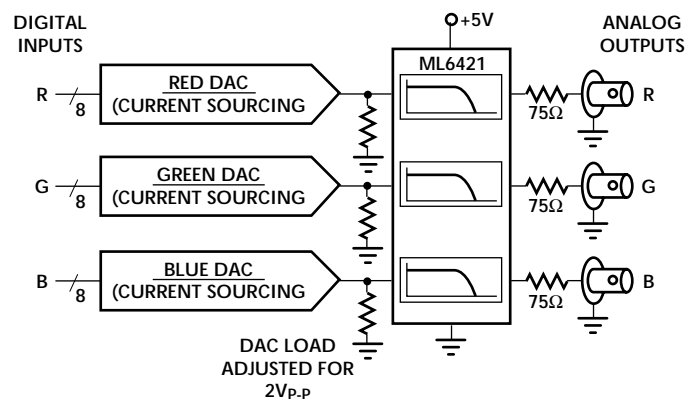 DIGITAL
INPUTS
+5V
ANALOG
OUTPUTS
ML6421
R
8
RED DAC
(CURRENT SOURCING
75Ω
R
G
8
GREEN DAC
(CURRENT SOURCING
75Ω
G
B
8
BLUE DAC
(CURRENT SOURCING
75Ω
B
DAC LOAD
ADJUSTED FOR
2VP-P